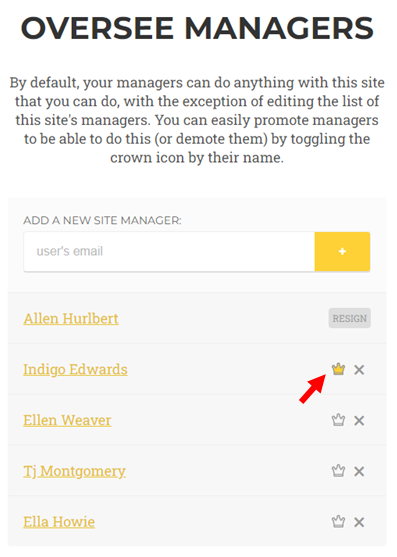 OVERSEE MANAGERS
By default, your managers can do anything with this site
that you can do, with the exception of editing the list of
this site's managers. You can easily promote managers
to be able to do this (or demote them) by toggling the
crown icon by their name.
ADD A NEW SITE MANAGER:
user's email
+
Allen Hurlbert
RESIGN
Indigo Edwards
Ellen Weaver
Tj Montgomery
Ella Howie